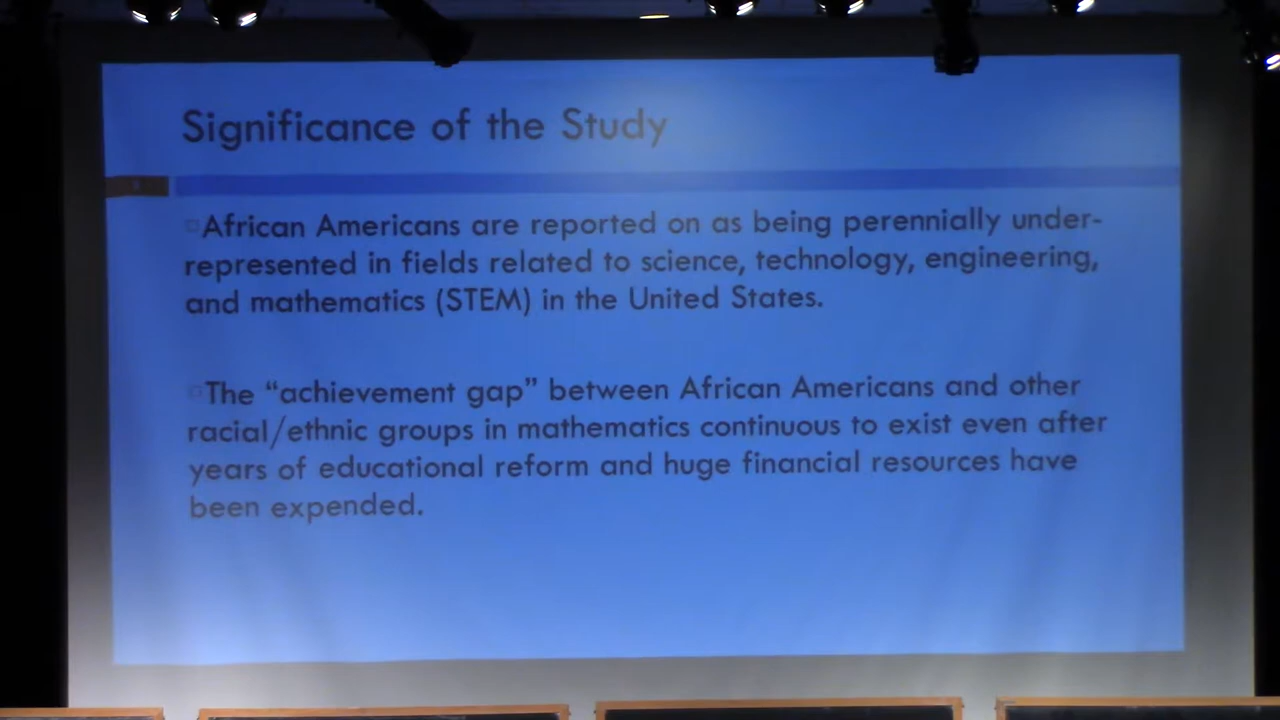 Significance of the Study
African Americans are reported on as being perennially under-
represented in fields related to science, technology, engineering,
and mathematics (STEM) in the United States.
The “achievement gap” between African Americans and other
racial/ethnic groups in mathematics continuous to exist even after
years of educational reform and huge financial resources have
been expended.